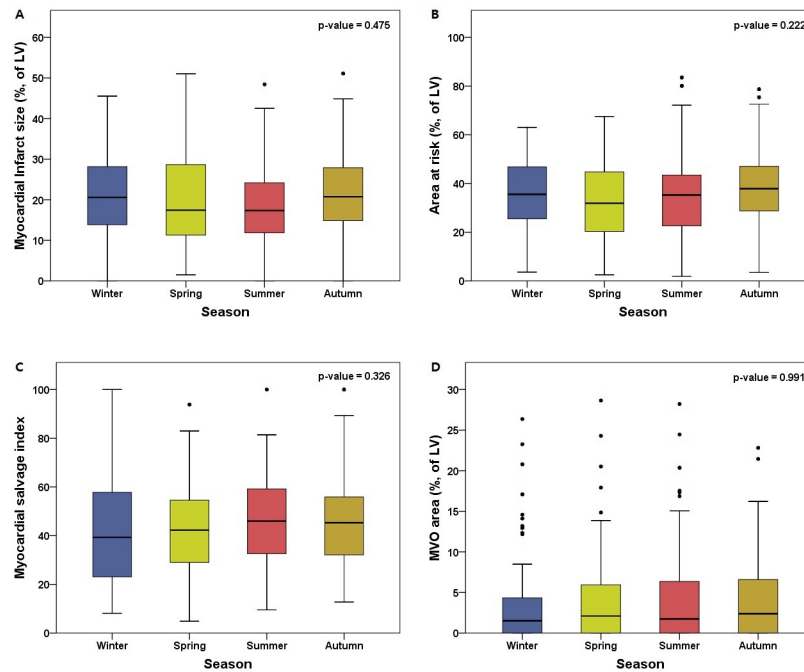 A
p-value = 0.475
Myocardial Infarct size (%, of LV)
60
50
40
30
20
10
0
Winter Spring Summer Autumn
Season
B
p-value = 0.222
Area at risk (%, of LV)
100
80
60
40
20
0
Winter Spring Summer Autumn
Season
C
p-value = 0.326
Myocardial salvage index
100
80
60
40
20
0
Winter Spring Summer Autumn
Season
D
p-value = 0.991
MVO area (%, of LV)
30
25
20
15
10
5
0
Winter Spring Summer Autumn
Season